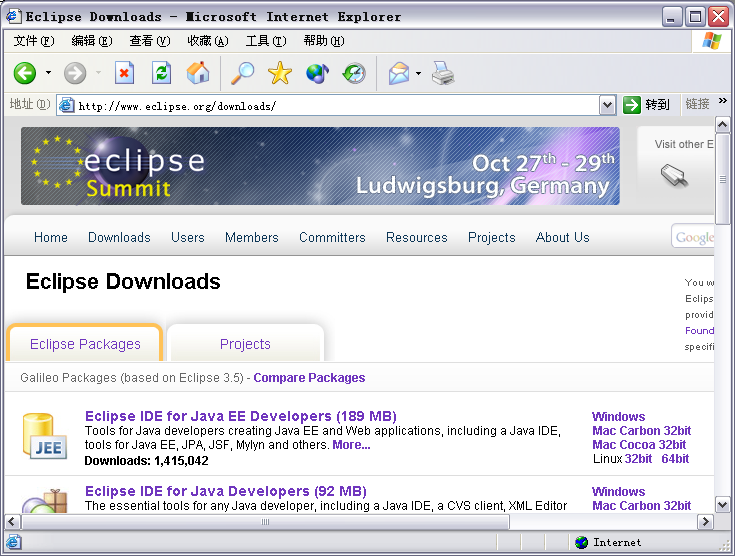 Eclipse Downloads - Microsoft Internet Explorer
文件(F) 编辑(E) 查看(V) 收藏(A) 工具(T) 帮助(H)
地址(D) http://www.eclipse.org/downloads/ 转到 链接 »
eclipse Summit Oct 27th - 29th Ludwigsburg, Germany
Visit other E
Home Downloads Users Members Committers Resources Projects About Us Google
Eclipse Downloads
You w
Eclips
provid
Found
specifi
Eclipse Packages Projects
Galileo Packages (based on Eclipse 3.5) - Compare Packages
JEE
Eclipse IDE for Java EE Developers (189 MB)
Tools for Java developers creating Java EE and Web applications, including a Java IDE,
tools for Java EE, JPA, JSF, Mylyn and others. More...
Downloads: 1,415,042
Windows
Mac Carbon 32bit
Mac Cocoa 32bit
Linux 32bit 64bit
Eclipse IDE for Java Developers (92 MB)
The essential tools for any Java developer, including a Java IDE, a CVS client, XML Editor
Windows
Mac Carbon 32bit
Internet